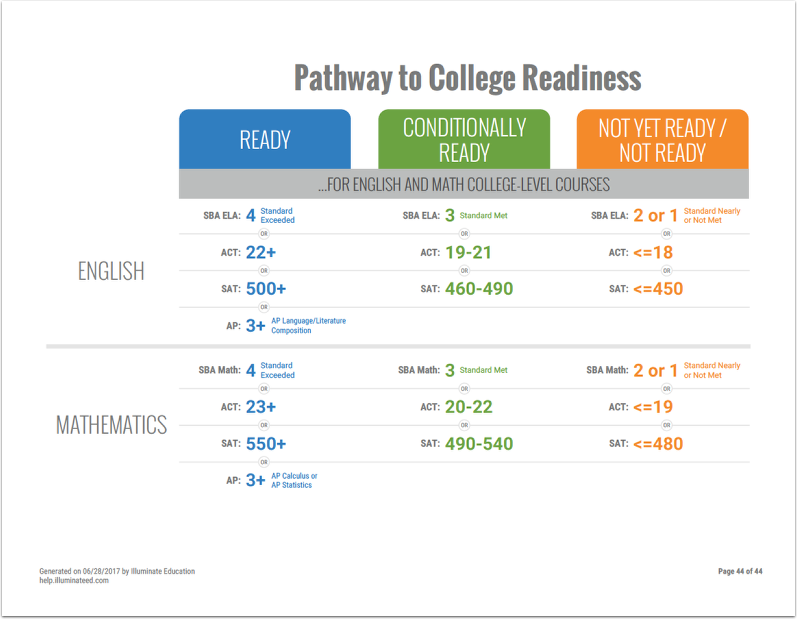 Pathway to College Readiness
READY
CONDITIONALLY
READY
NOT YET READY /
NOT READY
...FOR ENGLISH AND MATH COLLEGE-LEVEL COURSES
ENGLISH
SBA ELA: 4 Standard
Exceeded
OR
ACT: 22+
OR
SAT: 500+
OR
AP: 3+ AP Language/Literature
Composition
SBA ELA: 3 Standard Met
OR
ACT: 19-21
OR
SAT: 460-490
SBA ELA: 2 or 1 Standard Nearly
or Not Met
OR
ACT: <=18
OR
SAT: <=450
MATHEMATICS
SBA Math: 4 Standard
Exceeded
OR
ACT: 23+
OR
SAT: 550+
OR
AP: 3+ AP Calculus or
AP Statistics
SBA Math: 3 Standard Met
OR
ACT: 20-22
OR
SAT: 490-540
SBA Math: 2 or 1 Standard Nearly
or Not Met
OR
ACT: <=19
OR
SAT: <=480
Generated on 06/28/2017 by Illuminate Education
help.illuminateed.com
Page 44 of 44